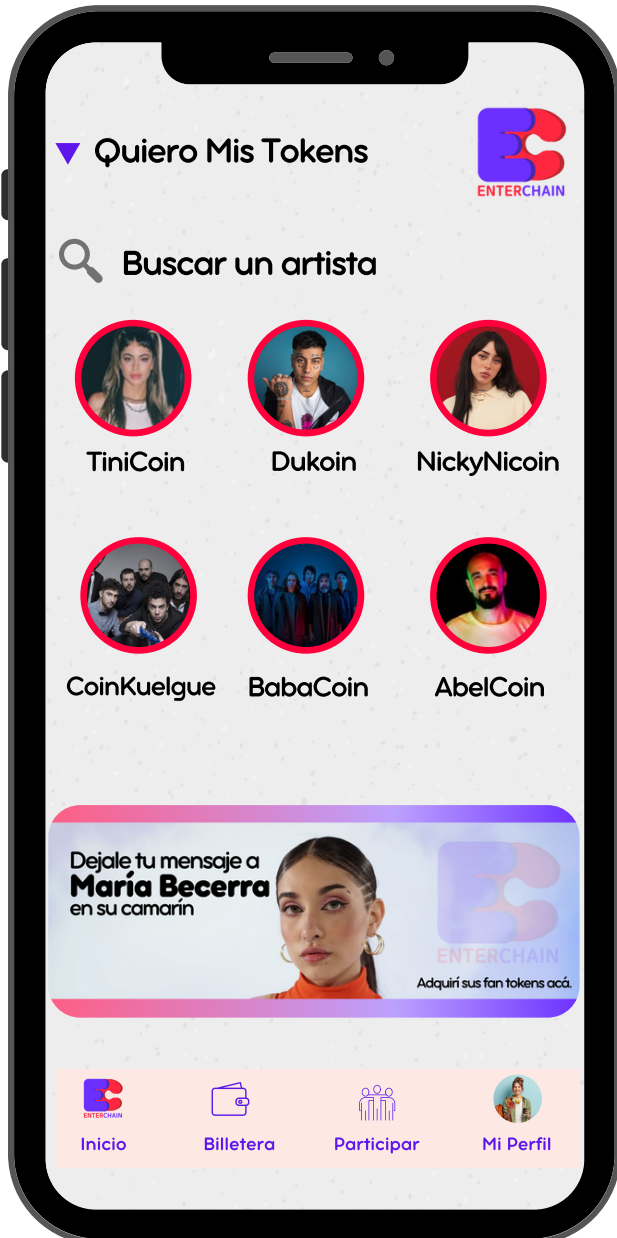 Quiero Mis Tokens
ENTERCHAIN
Buscar un artista
TiniCoin
Dukoin
NickyNicoin
CoinKuelgue
BabaCoin
AbelCoin
Dejale tu mensaje a
María Becerra
en su camarín
ENTERCHAIN
Adquirí sus fan tokens acá.
ENTERCHAIN
Inicio
Billetera
Participar
Mi Perfil